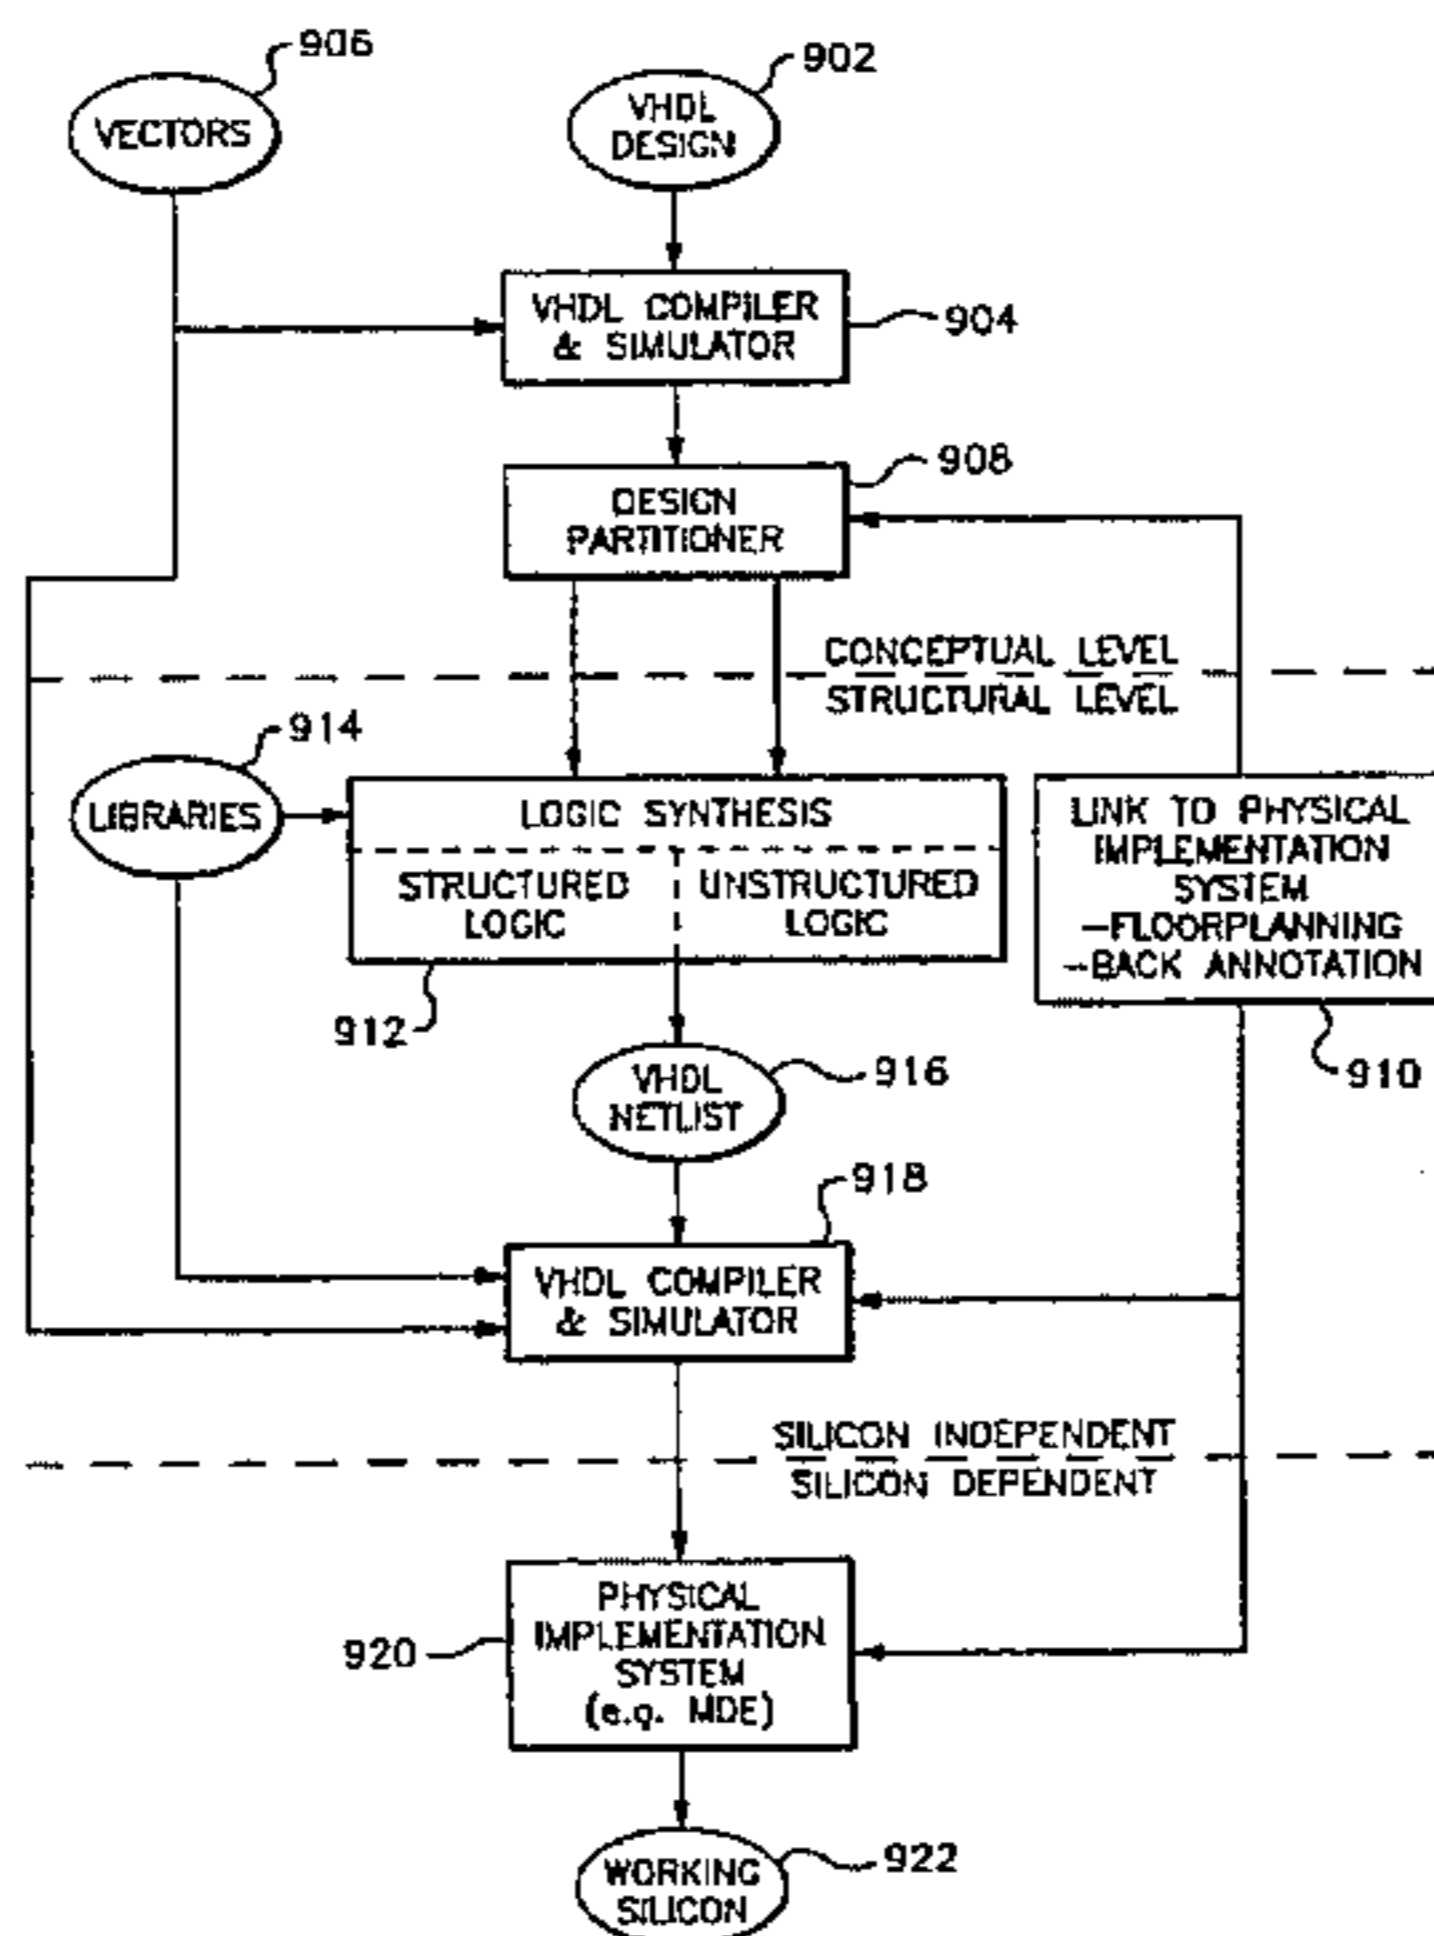 906
902
VECTORS
VHDL
DESIGN
VHDL COMPILER
& SIMULATOR
904
908
DESIGN
PARTITIONER
CONCEPTUAL LEVEL
STRUCTURAL LEVEL
914
LIBRARIES
LOGIC SYNTHESIS
STRUCTURED
LOGIC
UNSTRUCTURED
LOGIC
LINK TO PHYSICAL
IMPLEMENTATION
SYSTEM
-FLOORPLANNING
-BACK ANNOTATION
912
910
VHDL
NETLIST
916
918
VHDL COMPILER
& SIMULATOR
SILICON INDEPENDENT
SILICON DEPENDENT
PHYSICAL
IMPLEMENTATION
SYSTEM
(e.g. MDE)
920
WORKING
SILICON
922